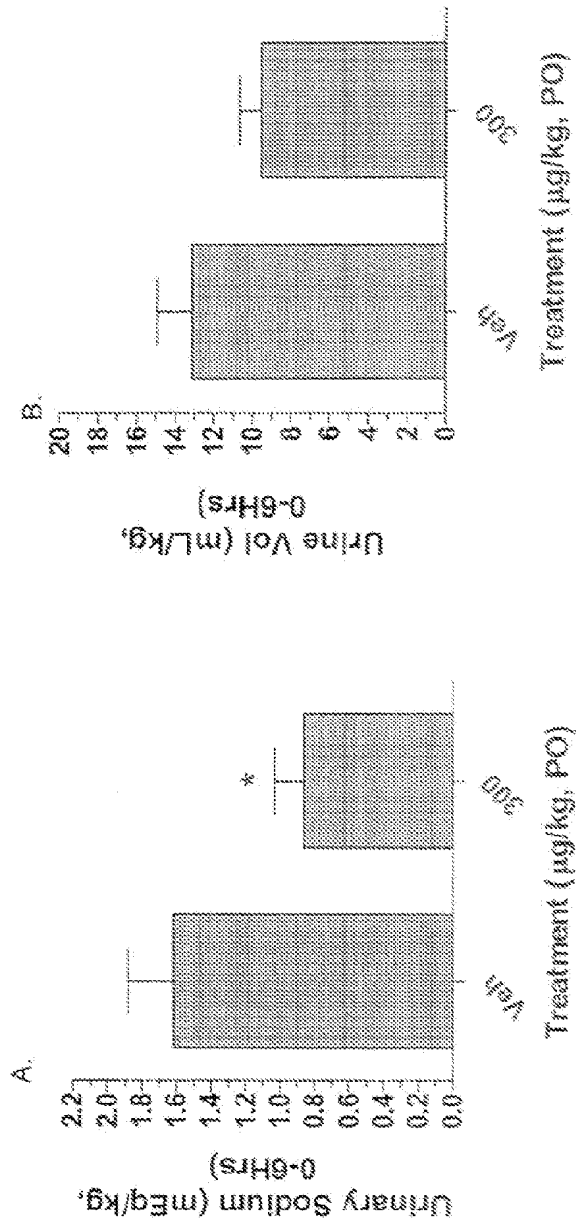 A.
Urinary Sodium (mEq/kg,
0-6Hrs)
2.2
2.0
1.8
1.6
1.4
1.2
1.0
0.8
0.6
0.4
0.2
0.0
*
Veh
300
Treatment (µg/kg, PO)
B.
Urine Vol (mL/kg,
0-6Hrs)
20
18
16
14
12
10
8
6
4
2
0
Veh
300
Treatment (µg/kg, PO)